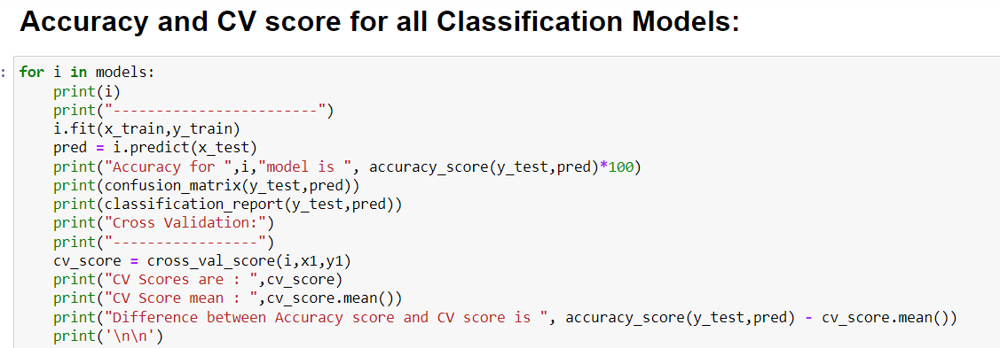 Accuracy and CV score for all Classification Models:
: for i in models:
    print(i)
    print("------------------------")
    i.fit(x_train,y_train)
    pred = i.predict(x_test)
    print("Accuracy for ",i,"model is ", accuracy_score(y_test,pred)*100)
    print(confusion_matrix(y_test,pred))
    print(classification_report(y_test,pred))
    print("Cross Validation:")
    print("-----------------")
    cv_score = cross_val_score(i,x1,y1)
    print("CV Scores are : ",cv_score)
    print("CV Score mean : ",cv_score.mean())
    print("Difference between Accuracy score and CV score is ", accuracy_score(y_test,pred) - cv_score.mean())
    print('\n\n')